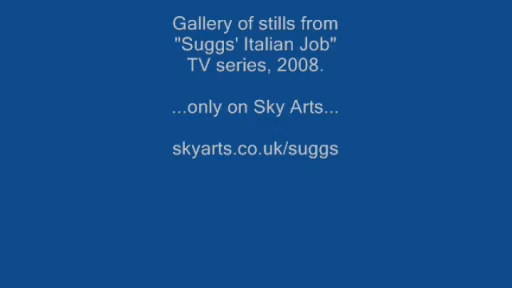 Gallery of stills from
"Suggs' Italian Job"
TV series, 2008.
...only on Sky Arts...
skyarts.co.uk/suggs